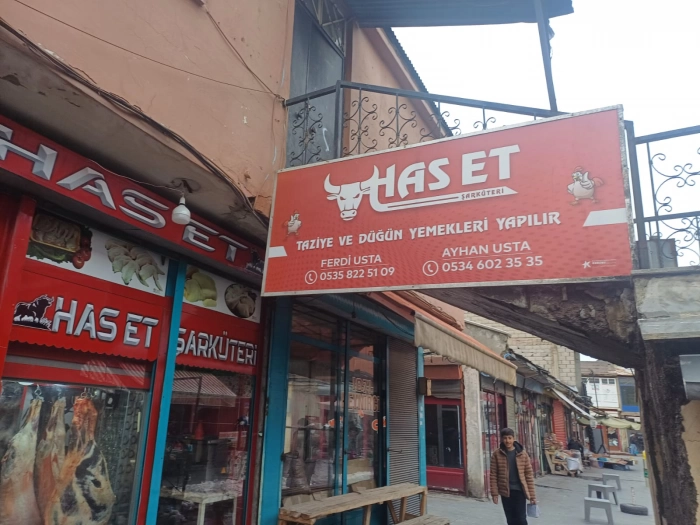 HAS ET
HAS ET
ŞARKÜTERİ
HAS ET
ŞARKÜTERİ
TAZİYE VE DÜĞÜN YEMEKLERİ YAPILIR
FERDİ USTA
0535 822 51 09
AYHAN USTA
0534 602 35 35